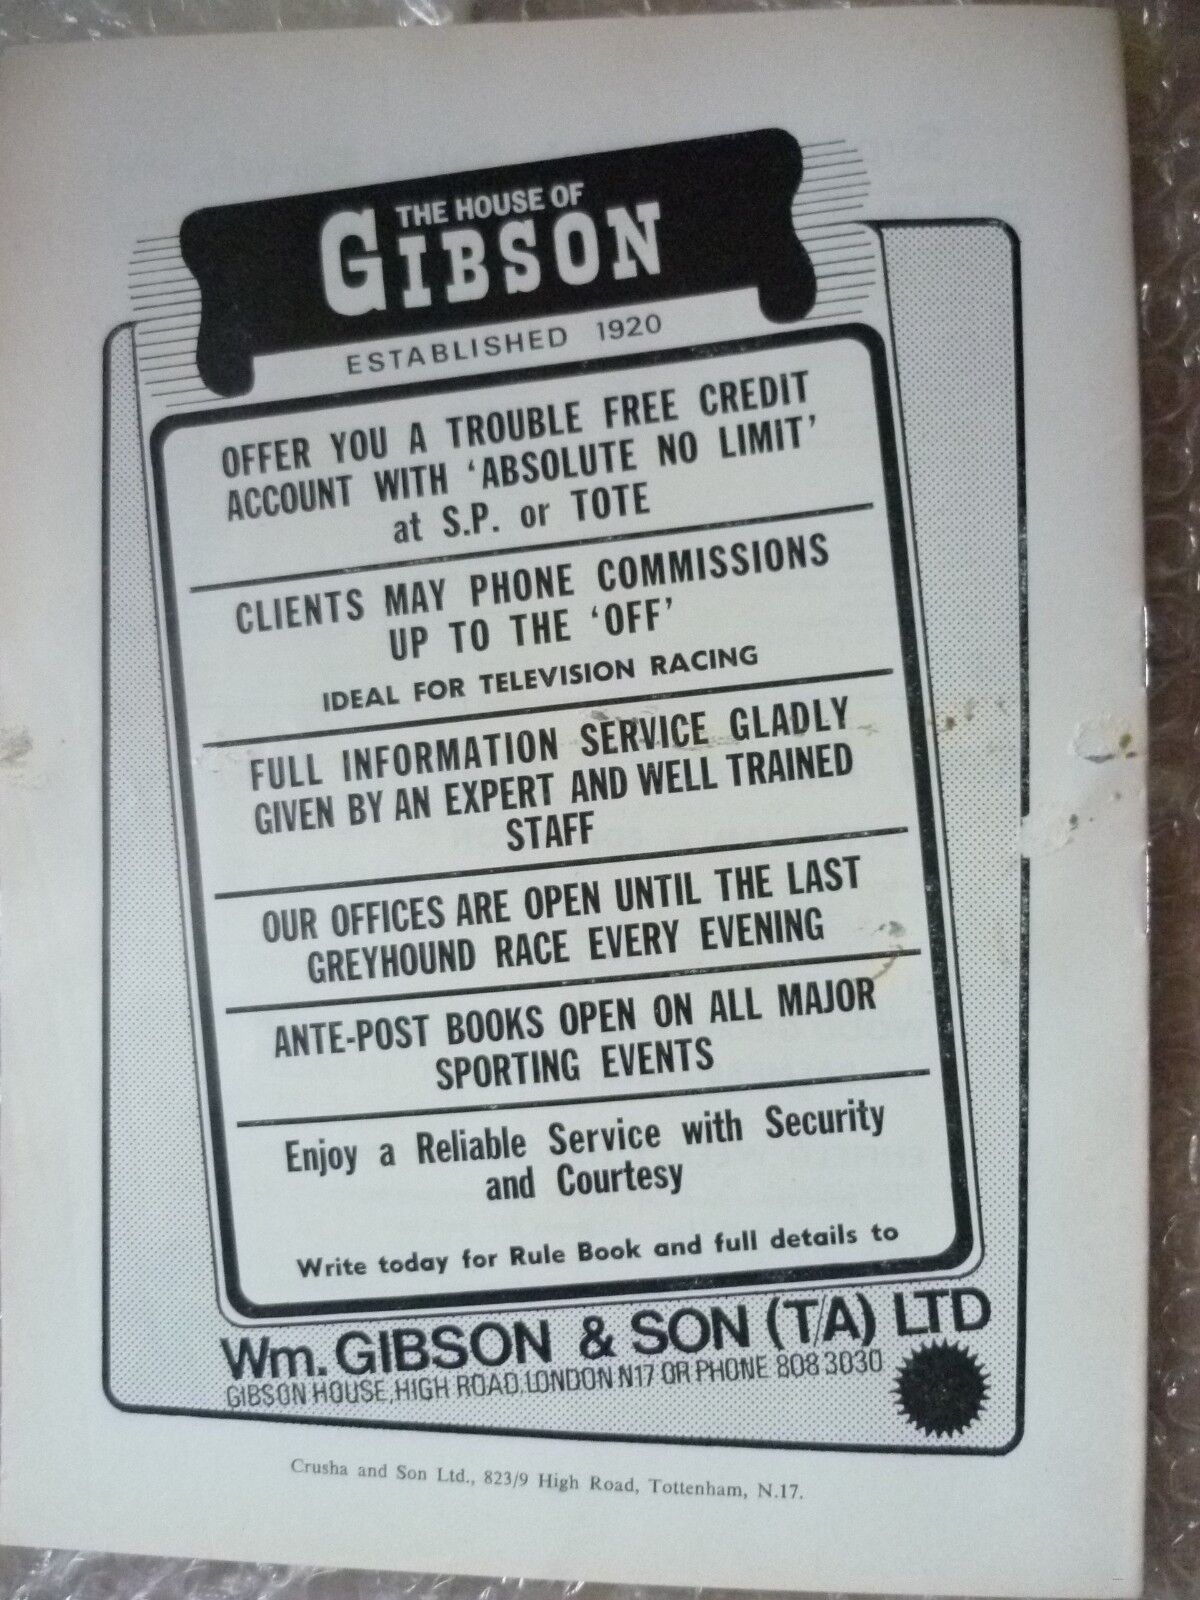 THE HOUSE OF
GIBSON
ESTABLISHED 1920
OFFER YOU A TROUBLE FREE CREDIT
ACCOUNT WITH ‘ABSOLUTE NO LIMIT’
at S.P. or TOTE
CLIENTS MAY PHONE COMMISSIONS
UP TO THE ‘OFF’
IDEAL FOR TELEVISION RACING
FULL INFORMATION SERVICE GLADLY
GIVEN BY AN EXPERT AND WELL TRAINED
STAFF
OUR OFFICES ARE OPEN UNTIL THE LAST
GREYHOUND RACE EVERY EVENING
ANTE-POST BOOKS OPEN ON ALL MAJOR
SPORTING EVENTS
Enjoy a Reliable Service with Security
and Courtesy
Write today for Rule Book and full details to
Wm. GIBSON & SON (T/A) LTD
GIBSON HOUSE, HIGH ROAD, LONDON N17 OR PHONE 808 3030
Crusha and Son Ltd., 823/9 High Road, Tottenham, N.17.